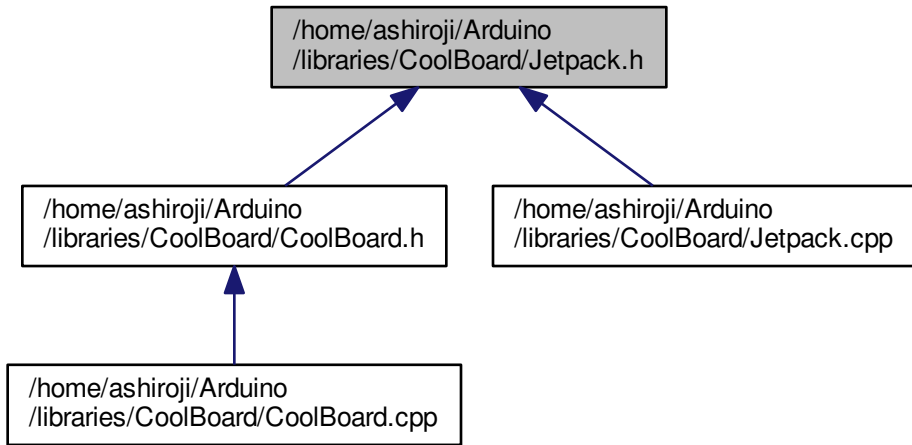 /home/ashiroji/Arduino
/libraries/CoolBoard/Jetpack.h
/home/ashiroji/Arduino
/libraries/CoolBoard/CoolBoard.h
/home/ashiroji/Arduino
/libraries/CoolBoard/Jetpack.cpp
/home/ashiroji/Arduino
/libraries/CoolBoard/CoolBoard.cpp